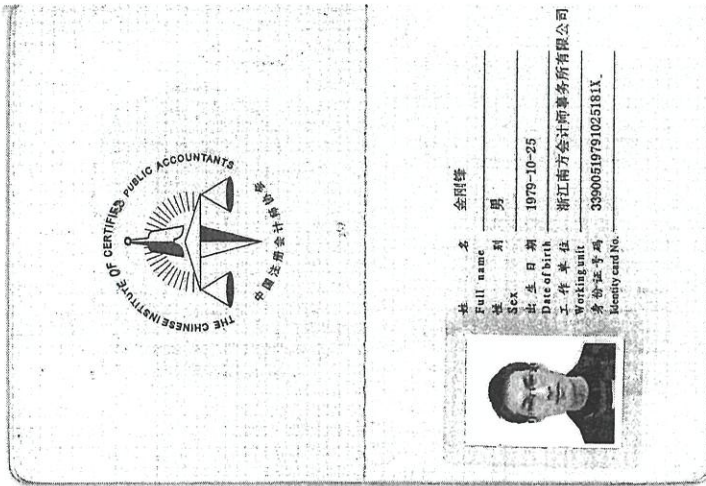 THE CHINESE INSTITUTE OF CERTIFIED PUBLIC ACCOUNTANTS
中国注册会计师协会
姓 名 金刚锋
Full name
性 别 男
Sex
出 生 日 期 1979-10-25
Date of birth
工 作 单 位 浙江南方会计师事务所有限公司
Working unit
身 份 证 号 码 33900519791025181X
Identity card No.